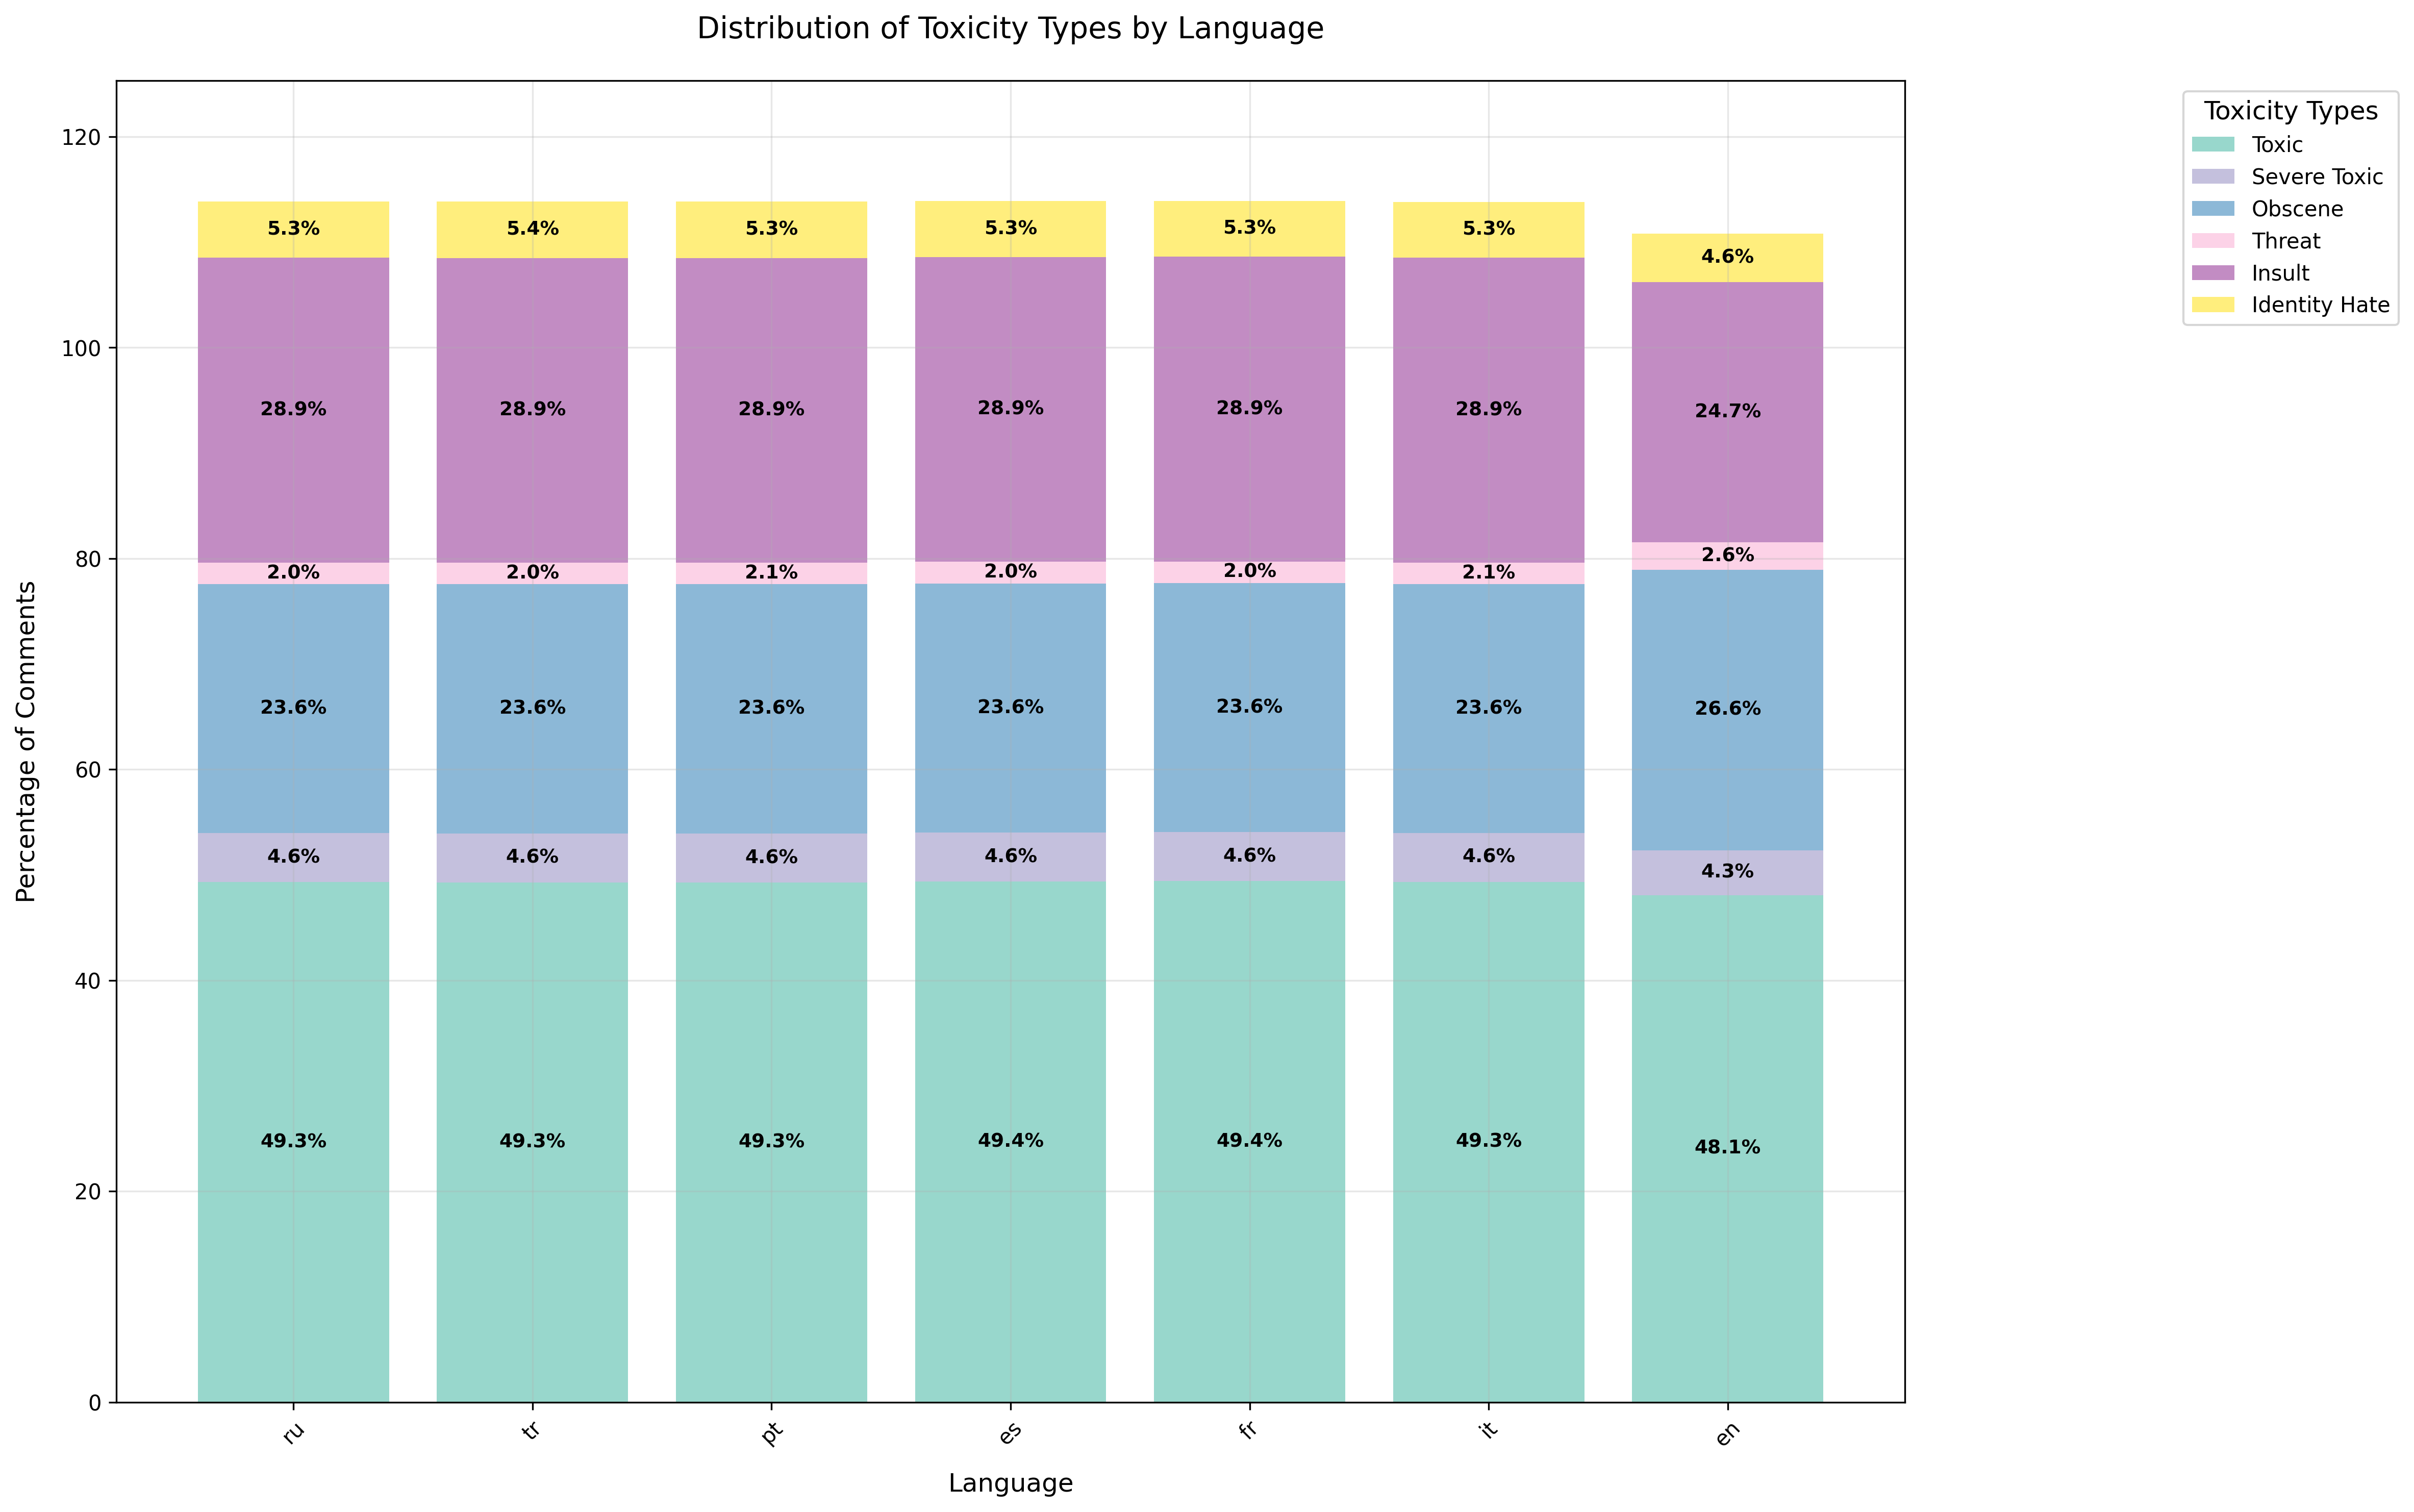 Distribution of Toxicity Types by Language
Toxicity Types
Toxic
Severe Toxic
Obscene
Threat
Insult
Identity Hate
Percentage of Comments
120
100
80
60
40
20
0
5.3% 5.4% 5.3% 5.3% 5.3% 5.3% 4.6%
28.9% 28.9% 28.9% 28.9% 28.9% 28.9% 24.7%
2.0% 2.0% 2.1% 2.0% 2.0% 2.1% 2.6%
23.6% 23.6% 23.6% 23.6% 23.6% 23.6% 26.6%
4.6% 4.6% 4.6% 4.6% 4.6% 4.6% 4.3%
49.3% 49.3% 49.3% 49.4% 49.4% 49.3% 48.1%
ru tr pt es fr it en
Language